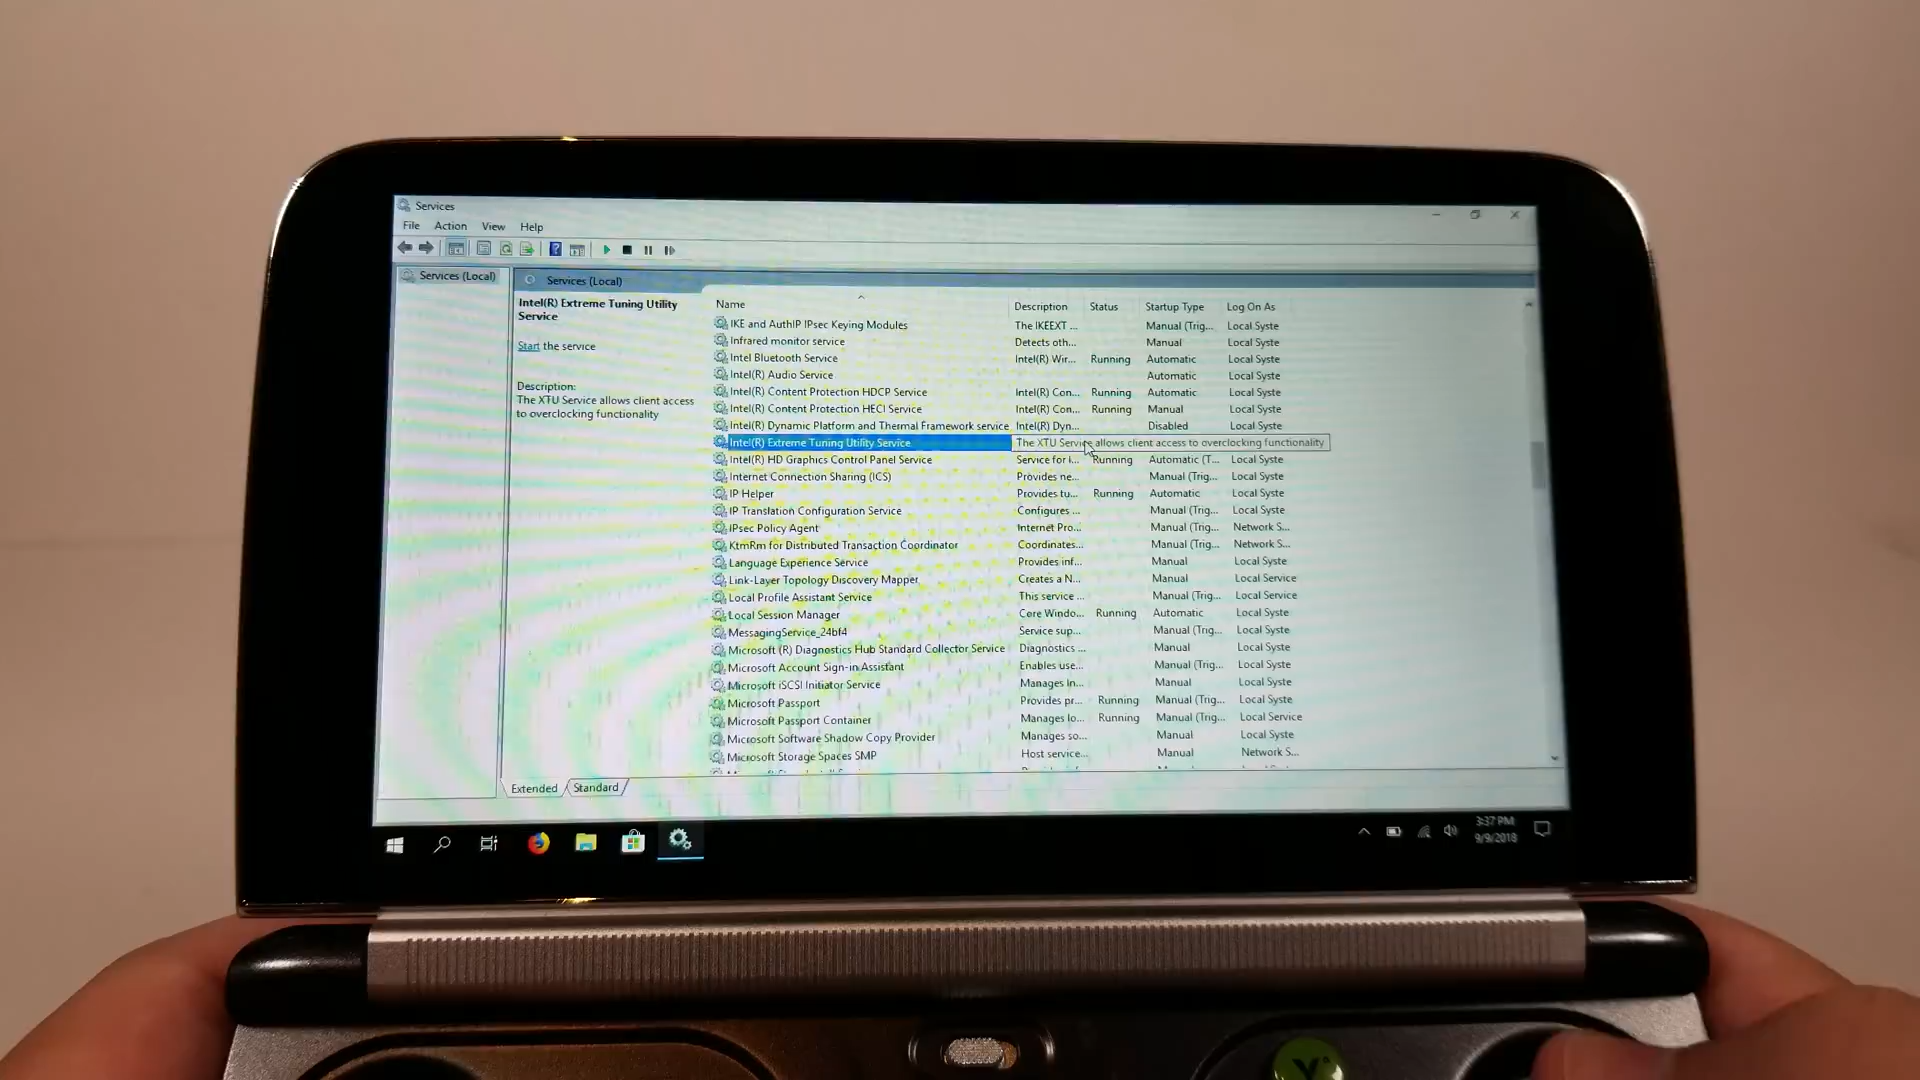 Services
File Action View Help
Services (Local)
Services (Local)
Intel(R) Extreme Tuning Utility
Service
Start the service
Description:
The XTU Service allows client access
to overclocking functionality
Name Description Status Startup Type Log On As
IKE and AuthIP IPsec Keying Modules The IKEEXT ... Manual (Trig... Local Syste
Infrared monitor service Detects oth... Manual Local Syste
Intel Bluetooth Service Intel(R) Wir... Running Automatic Local Syste
Intel(R) Audio Service Automatic Local Syste
Intel(R) Content Protection HDCP Service Intel(R) Con... Running Automatic Local Syste
Intel(R) Content Protection HECI Service Intel(R) Con... Running Manual Local Syste
Intel(R) Dynamic Platform and Thermal Framework service Intel(R) Dyn... Disabled Local Syste
Intel(R) Extreme Tuning Utility Service The XTU Service allows client access to overclocking functionality
Intel(R) HD Graphics Control Panel Service Service for I... Running Automatic (T... Local Syste
Internet Connection Sharing (ICS) Provides ne... Manual (Trig... Local Syste
IP Helper Provides tu... Running Automatic Local Syste
IP Translation Configuration Service Configures ... Manual (Trig... Local Syste
IPsec Policy Agent Internet Pro... Manual (Trig... Network S...
KtmRm for Distributed Transaction Coordinator Coordinates... Manual (Trig... Network S...
Language Experience Service Provides inf... Manual Local Syste
Link-Layer Topology Discovery Mapper Creates a N... Manual Local Service
Local Profile Assistant Service This service ... Manual (Trig... Local Service
Local Session Manager Core Windo... Running Automatic Local Syste
MessagingService_24bf4 Service sup... Manual (Trig... Local Syste
Microsoft (R) Diagnostics Hub Standard Collector Service Diagnostics ... Manual Local Syste
Microsoft Account Sign-in Assistant Enables use... Manual (Trig... Local Syste
Microsoft iSCSI Initiator Service Manages In... Manual Local Syste
Microsoft Passport Provides pr... Running Manual (Trig... Local Syste
Microsoft Passport Container Manages lo... Running Manual (Trig... Local Service
Microsoft Software Shadow Copy Provider Manages so... Manual Local Syste
Microsoft Storage Spaces SMP Host service... Manual Network S...
Extended Standard
3:37 PM
9/9/2018
Y